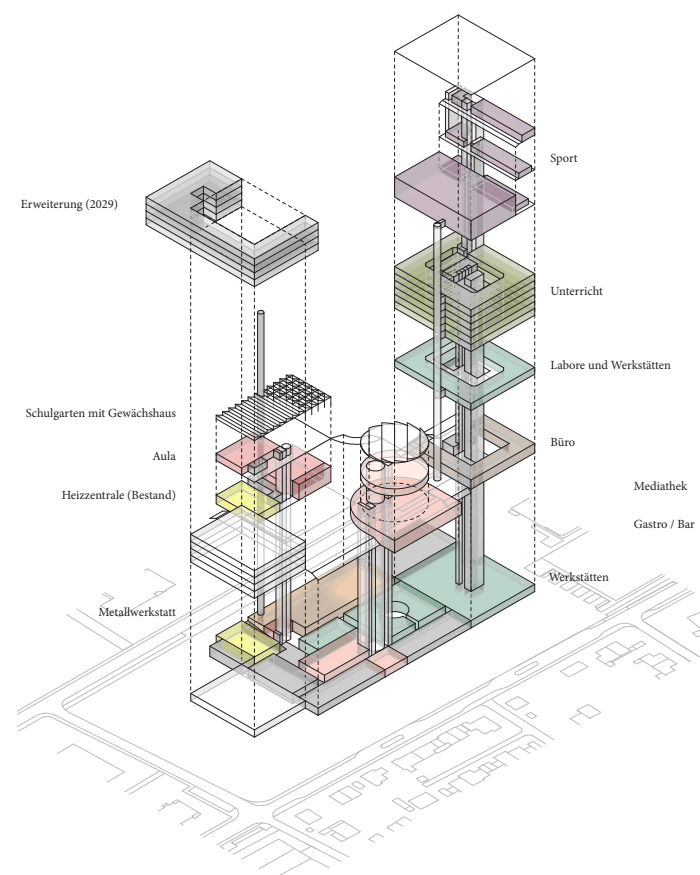 Sport
Erweiterung (2029)
Unterricht
Labore und Werkstätten
Schulgarten mit Gewächshaus
Büro
Aula
Mediathek
Heizzentrale (Bestand)
Gastro / Bar
Werkstätten
Metallwerkstatt